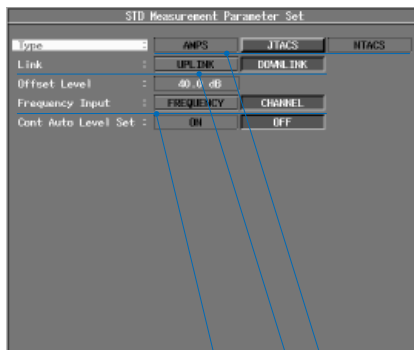 STD Measurement Parameter Set
Type : AMPS JTACS NTACS
Link : UPLINK DOWNLINK
Offset Level : 40.0 dB
Frequency Input : FREQUENCY CHANNEL
Cont Auto Level Set : ON OFF